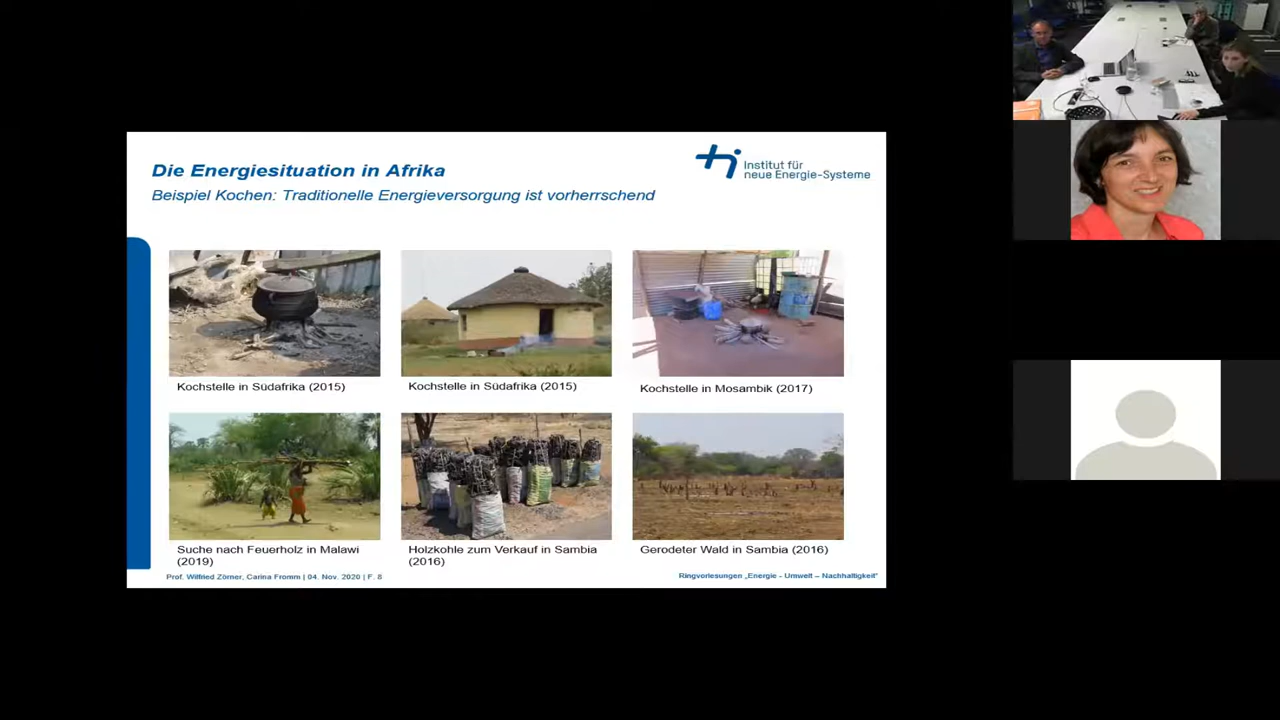 Die Energiesituation in Afrika
Beispiel Kochen: Traditionelle Energieversorgung ist vorherrschend
Institut für
neue Energie-Systeme
Kochstelle in Südafrika (2015)
Kochstelle in Südafrika (2015)
Kochstelle in Mosambik (2017)
Suche nach Feuerholz in Malawi
(2019)
Holzkohle zum Verkauf in Sambia
(2016)
Gerodeter Wald in Sambia (2016)
Prof. Wilfried Zörner, Carina Fromm | 04. Nov. 2020 | F. 8
Ringvorlesungen „Energie - Umwelt – Nachhaltigkeit"